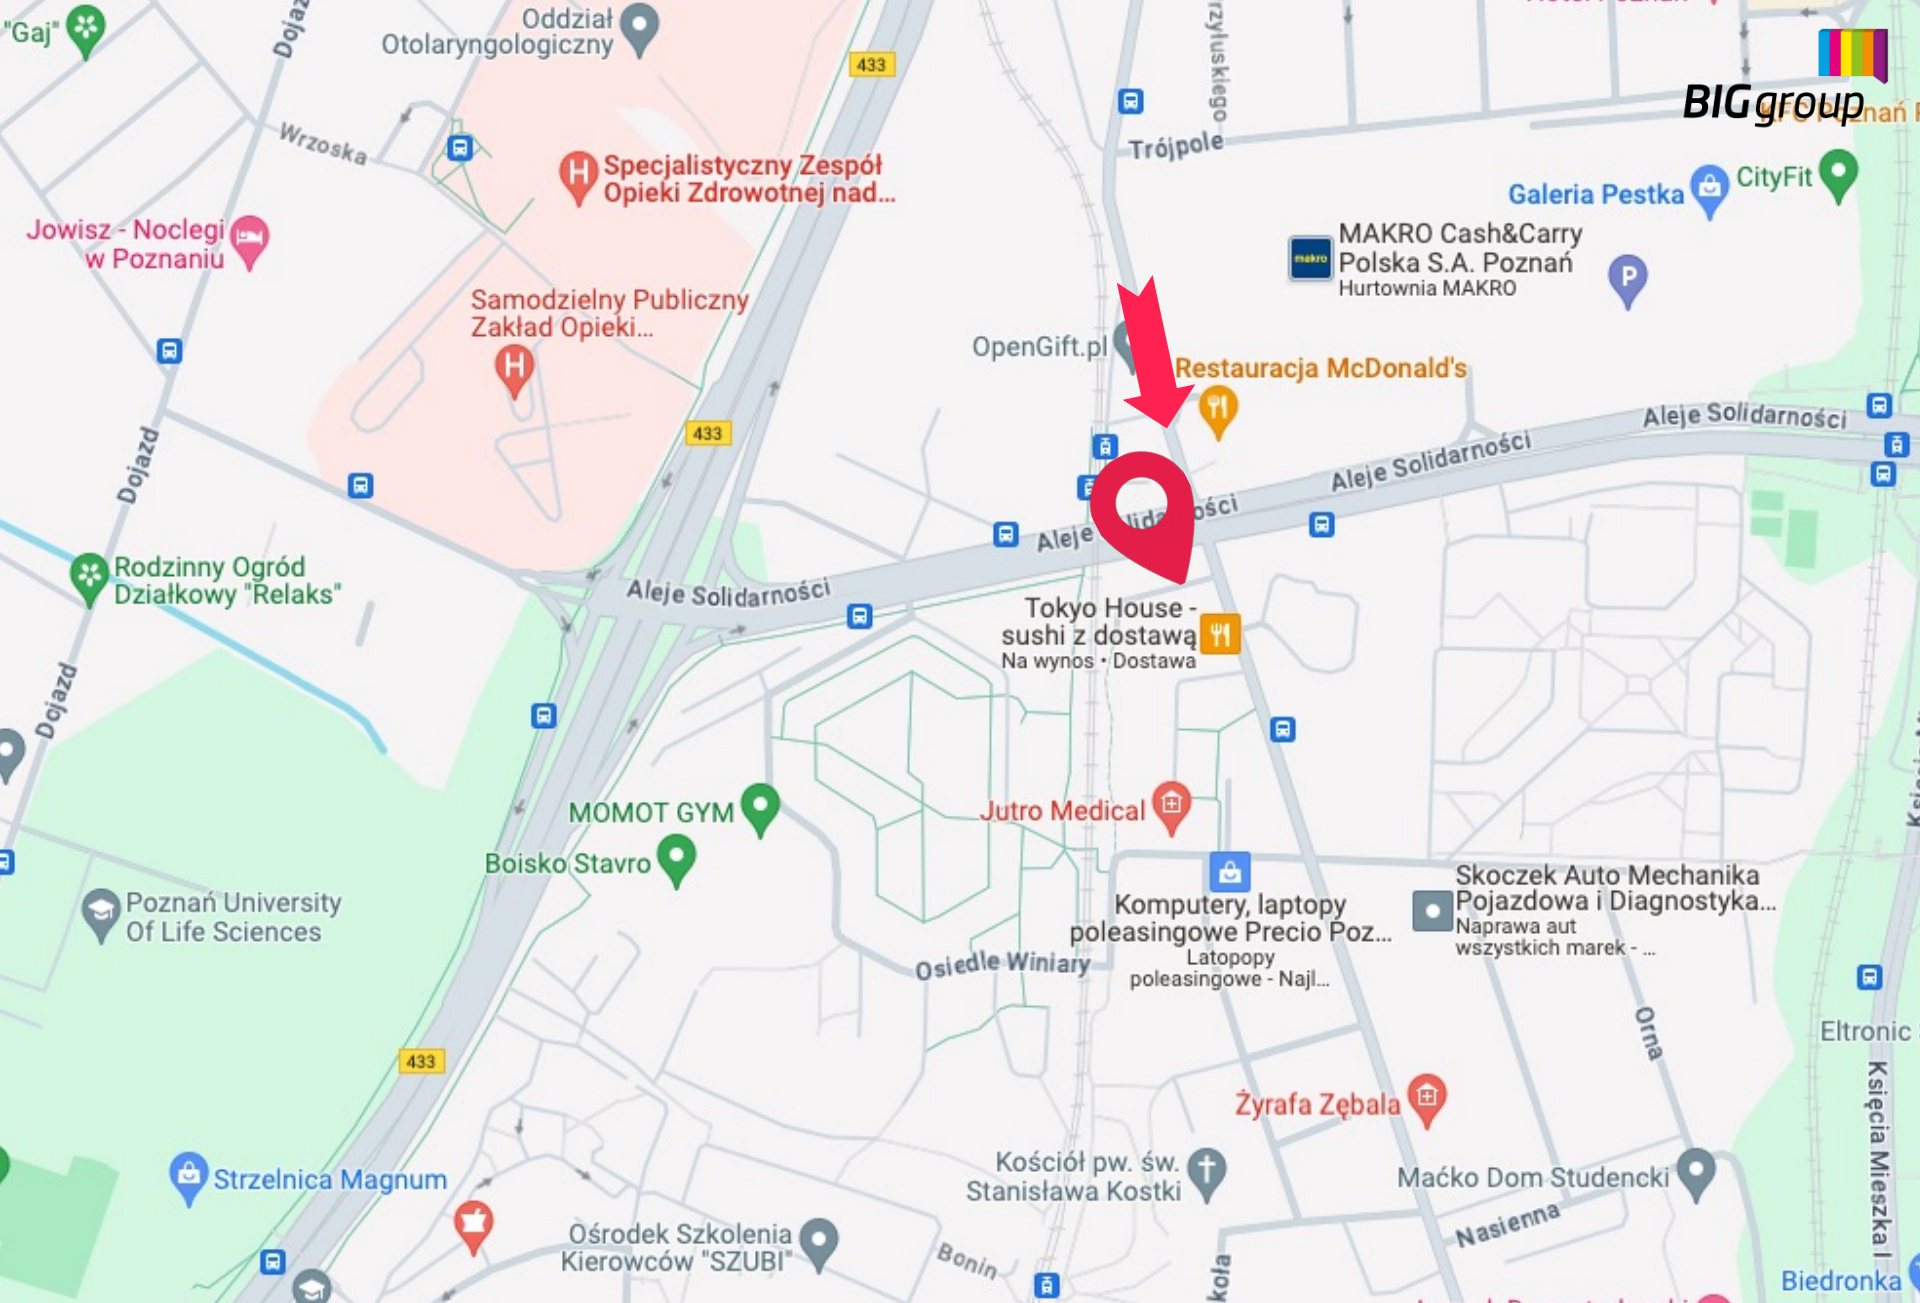 "Gaj"
Dojazd
Oddział
Otolaryngologiczny
433
BIGgroup
Wrzoska
Trójpole
Specjalistyczny Zespół
Opieki Zdrowotnej nad...
Galeria Pestka
CityFit
MAKRO Cash&Carry
Polska S.A. Poznań
Hurtownia MAKRO
makro
P
Jowisz - Noclegi
w Poznaniu
Samodzielny Publiczny
Zakład Opieki...
H
H
OpenGift.pl
Restauracja McDonald's
433
Aleje Solidarności
Aleje Solidarności
Dojazd
Aleje
Rodzinny Ogród
Działkowy "Relaks"
Aleje Solidarności
Tokyo House -
sushi z dostawą
Na wynos • Dostawa
Dojazd
MOMOT GYM
Boisko Stavro
Jutro Medical
Poznań University
Of Life Sciences
Komputery, laptopy
poleasingowe Precio Poz...
Latopopy
poleasingowe - Najl...
Skoczek Auto Mechanika
Pojazdowa i Diagnostyka...
Naprawa aut
wszystkich marek - ...
Osiedle Winiary
Orna
Eltronic
433
Księcia Mieszka I
Żyrafa Zębala
Strzelnica Magnum
Kościół pw. św.
Stanisława Kostki
Maćko Dom Studencki
Nasienna
Ośrodek Szkolenia
Kierowców "SZUBI"
Bonin
Biedronka